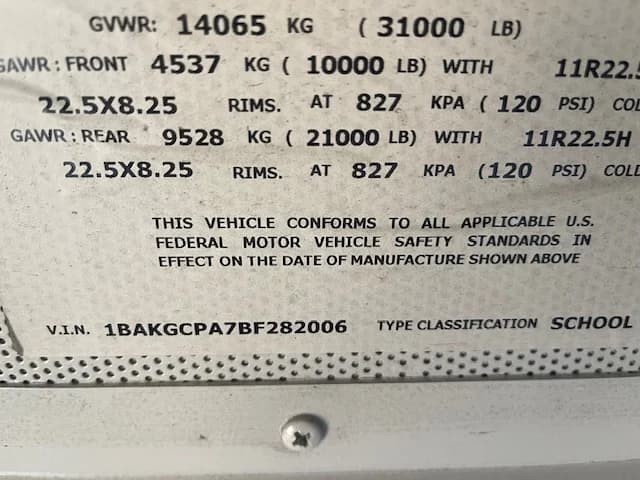 GVWR: 14065 KG ( 31000 LB)
GAWR : FRONT 4537 KG ( 10000 LB) WITH 11R22.5
22.5X8.25 RIMS. AT 827 KPA ( 120 PSI) COL
GAWR : REAR 9528 KG ( 21000 LB) WITH 11R22.5H
22.5X8.25 RIMS. AT 827 KPA (120 PSI) COLD
THIS VEHICLE CONFORMS TO ALL APPLICABLE U.S.
FEDERAL MOTOR VEHICLE SAFETY STANDARDS IN
EFFECT ON THE DATE OF MANUFACTURE SHOWN ABOVE
V.I.N. 1BAKGCPA7BF282006 TYPE CLASSIFICATION SCHOOL